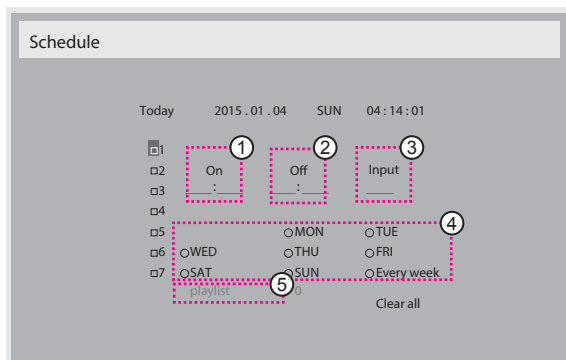 Schedule
Today 2015 . 01 . 04 SUN 04 : 14 : 01
1
① ② ③
2 On Off Input
3 __:__ __:__ __
4
④
5 MON TUE
6 WED THU FRI
7 SAT SUN Every week
⑤
playlist 0
Clear all